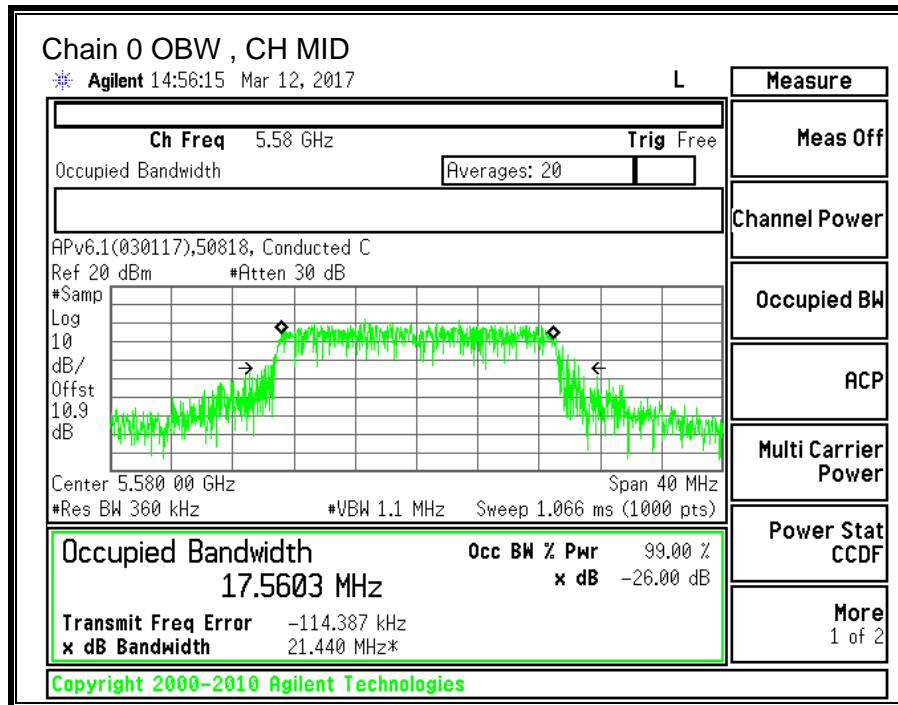 Chain 0 OBW , CH MID
Agilent 14:56:15 Mar 12, 2017 L
Measure
Ch Freq 5.58 GHz Trig Free
Meas Off
Occupied Bandwidth Averages: 20
Channel Power
APv6.1(030117),50818, Conducted C
Ref 20 dBm #Atten 30 dB
#Samp
Log
10
dB/
Offst
10.9
dB
Occupied BW
ACP
Multi Carrier
Power
Center 5.580 00 GHz Span 40 MHz
#Res BW 360 kHz #VBW 1.1 MHz Sweep 1.066 ms (1000 pts)
Power Stat
CCDF
Occupied Bandwidth Occ BW % Pwr 99.00 %
17.5603 MHz x dB -26.00 dB
Transmit Freq Error -114.387 kHz
x dB Bandwidth 21.440 MHz*
More
1 of 2
Copyright 2000-2010 Agilent Technologies